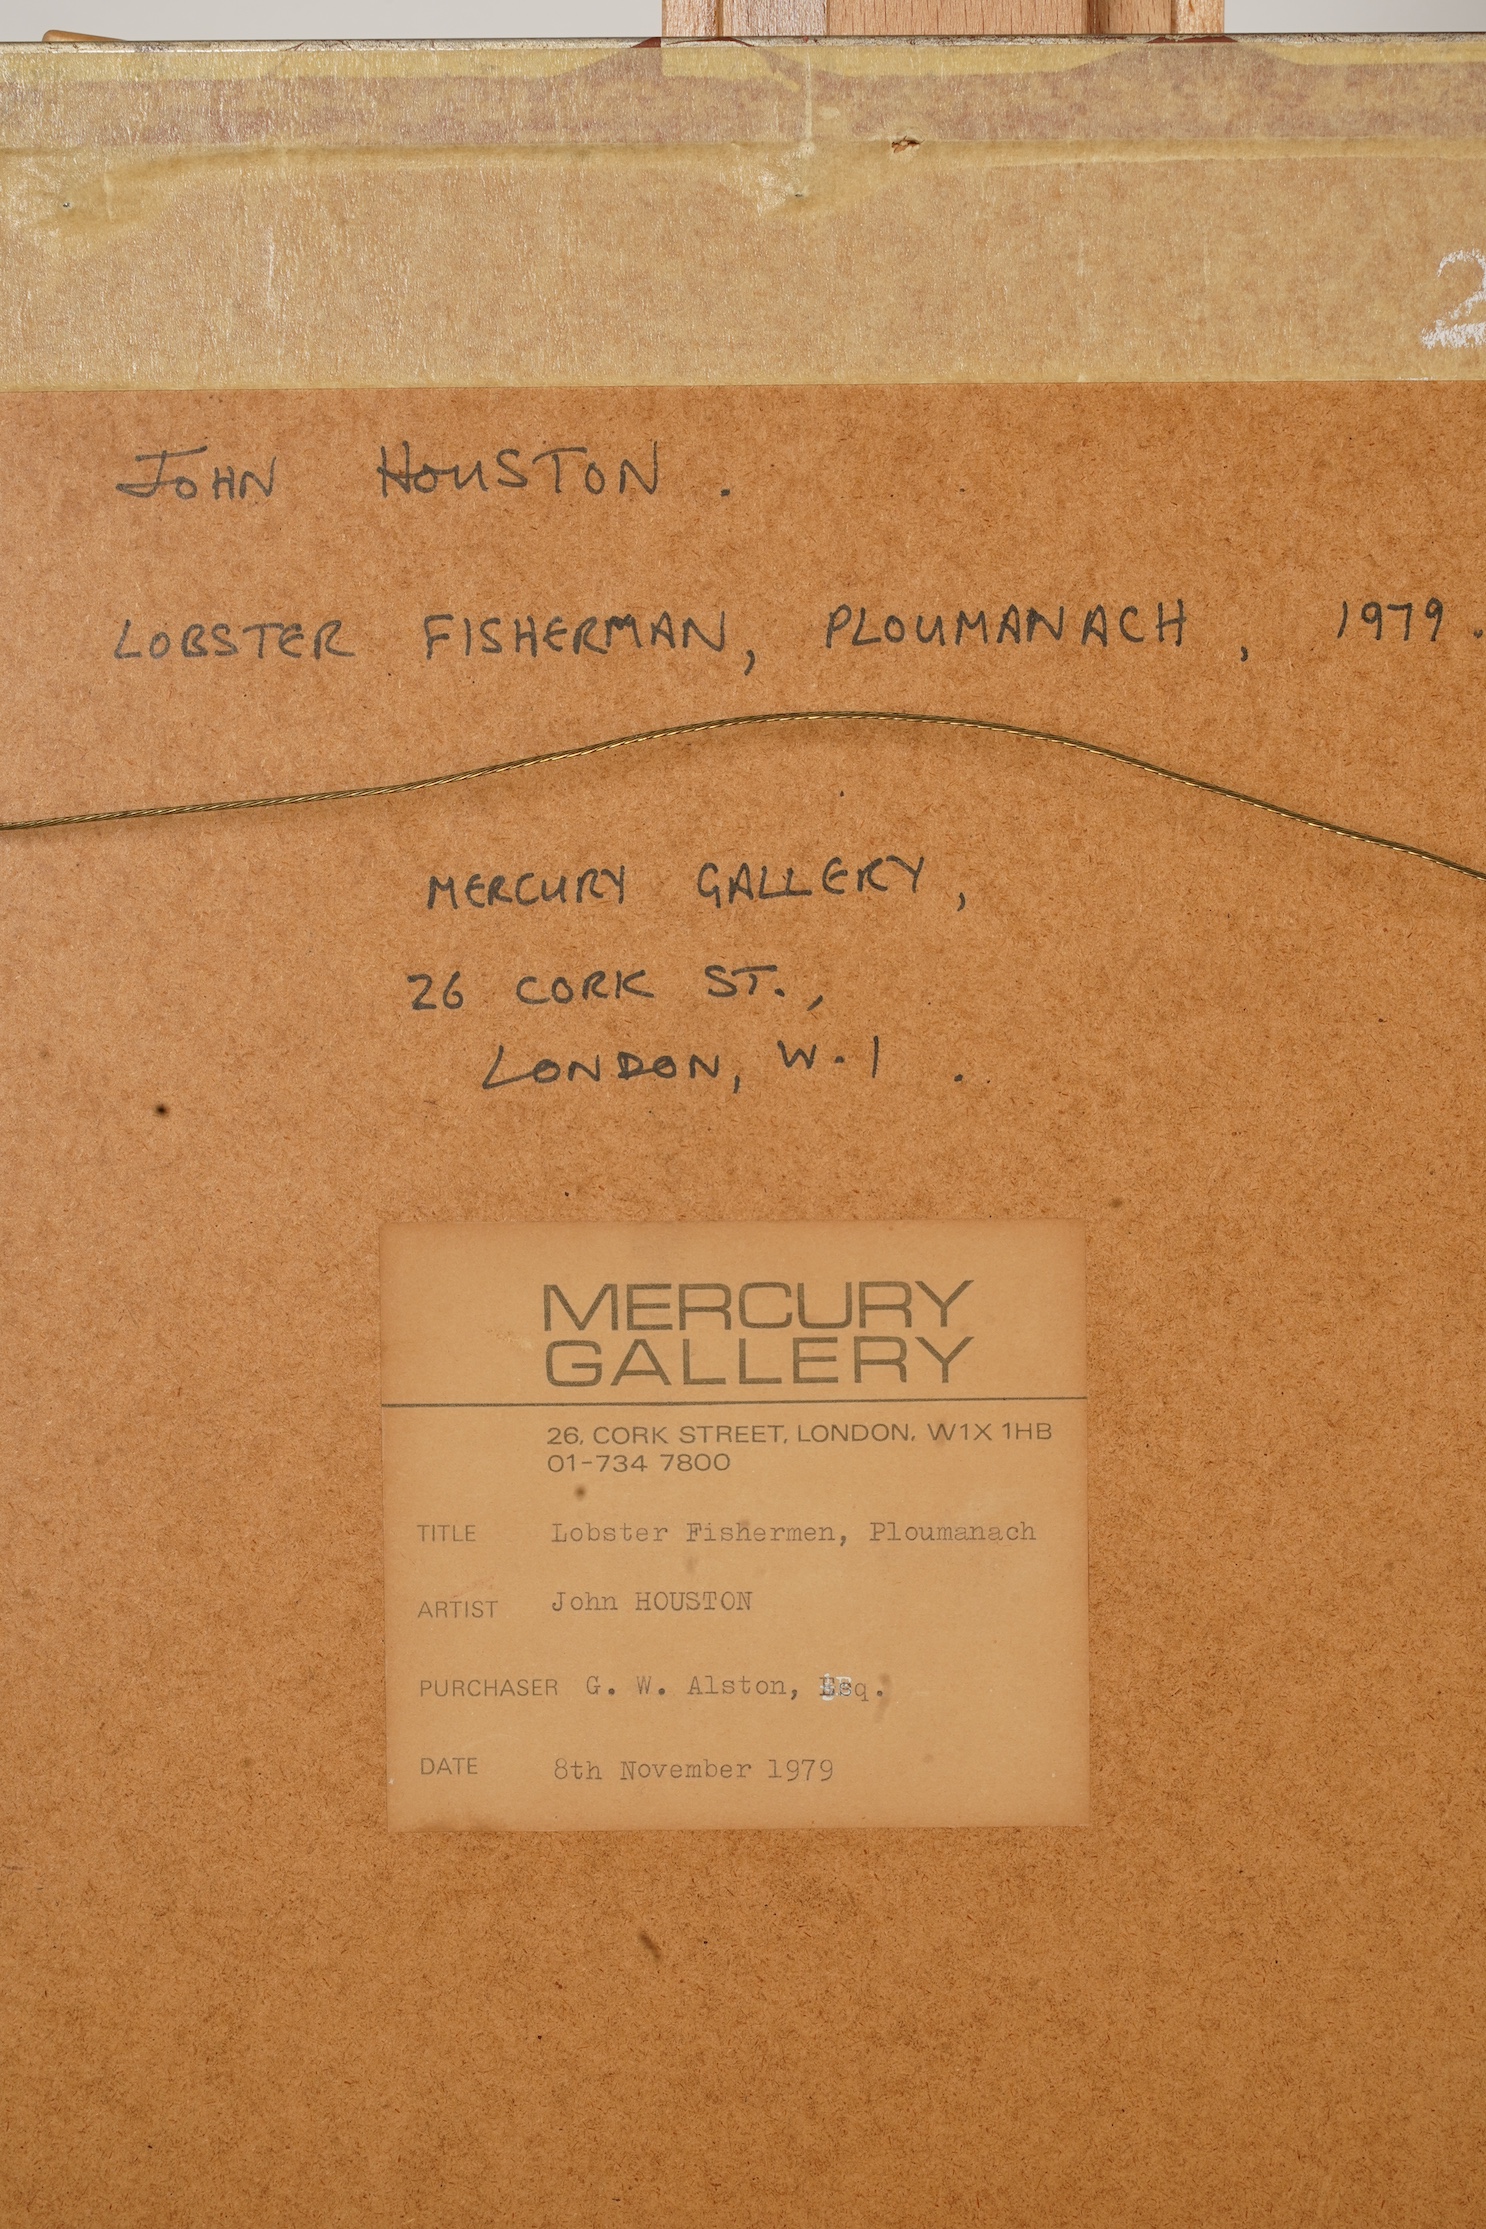 2
JOHN HOUSTON.
LOBSTER FISHERMAN, PLOUMANACH, 1979.
MERCURY GALLERY,
26 CORK ST.,
LONDON, W.1.
MERCURY
GALLERY
26, CORK STREET, LONDON, W1X 1HB
01-734 7800
TITLE Lobster Fishermen, Ploumanach
ARTIST John HOUSTON
PURCHASER G. W. Alston, Esq.
DATE 8th November 1979